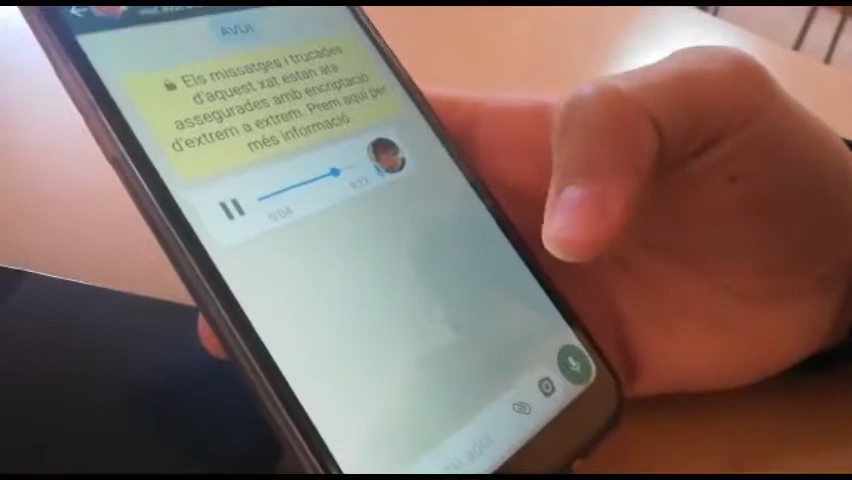 AVUI
Els missatges i trucades
d'aquest xat estan ara
assegurades amb encriptació
d'extrem a extrem. Prem aquí per
més informació
0:04